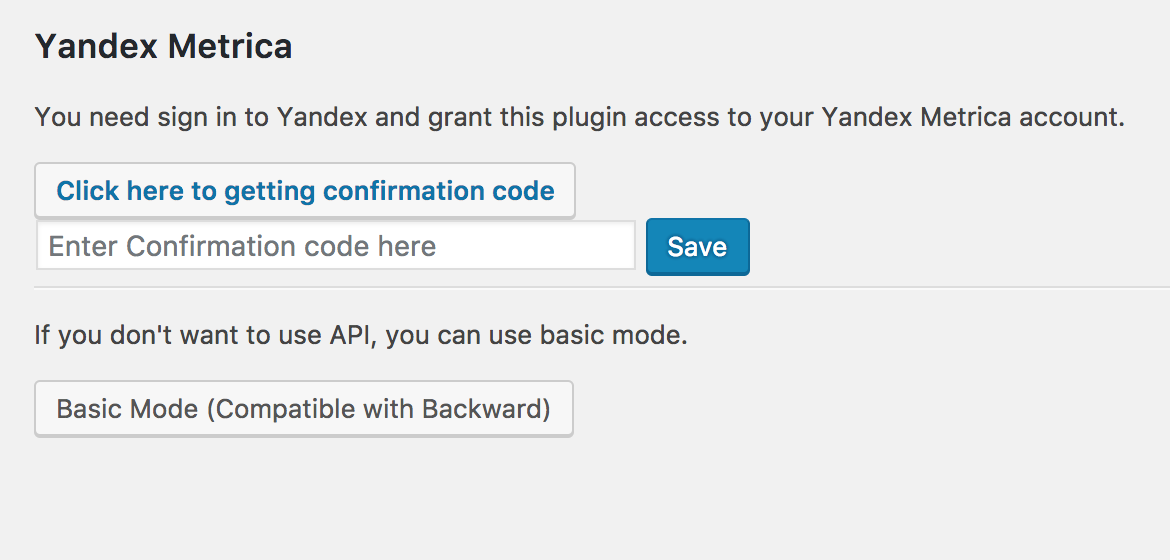 Yandex Metrica
You need sign in to Yandex and grant this plugin access to your Yandex Metrica account.
Click here to getting confirmation code
Enter Confirmation code here
Save
If you don't want to use API, you can use basic mode.
Basic Mode (Compatible with Backward)